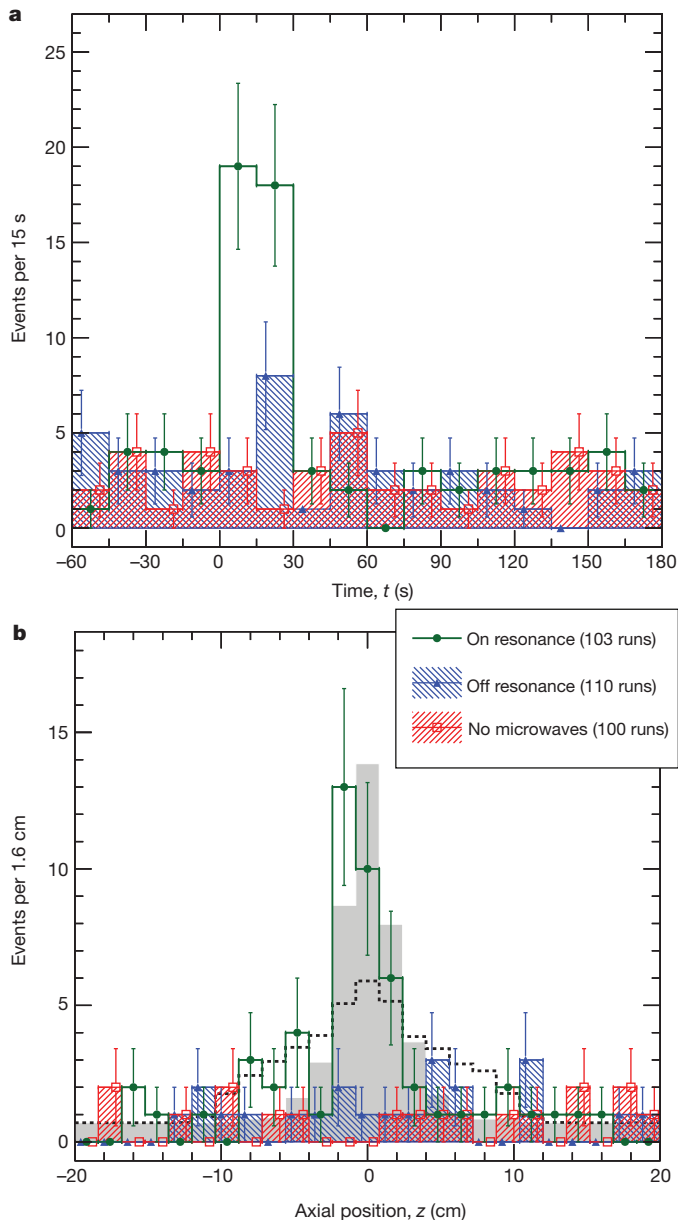 a
25
20
15
10
5
0
Events per 15 s
–60 –30 0 30 60 90 120 150 180
Time, t (s)
b
On resonance (103 runs)
Off resonance (110 runs)
No microwaves (100 runs)
15
10
5
0
Events per 1.6 cm
–20 –10 0 10 20
Axial position, z (cm)